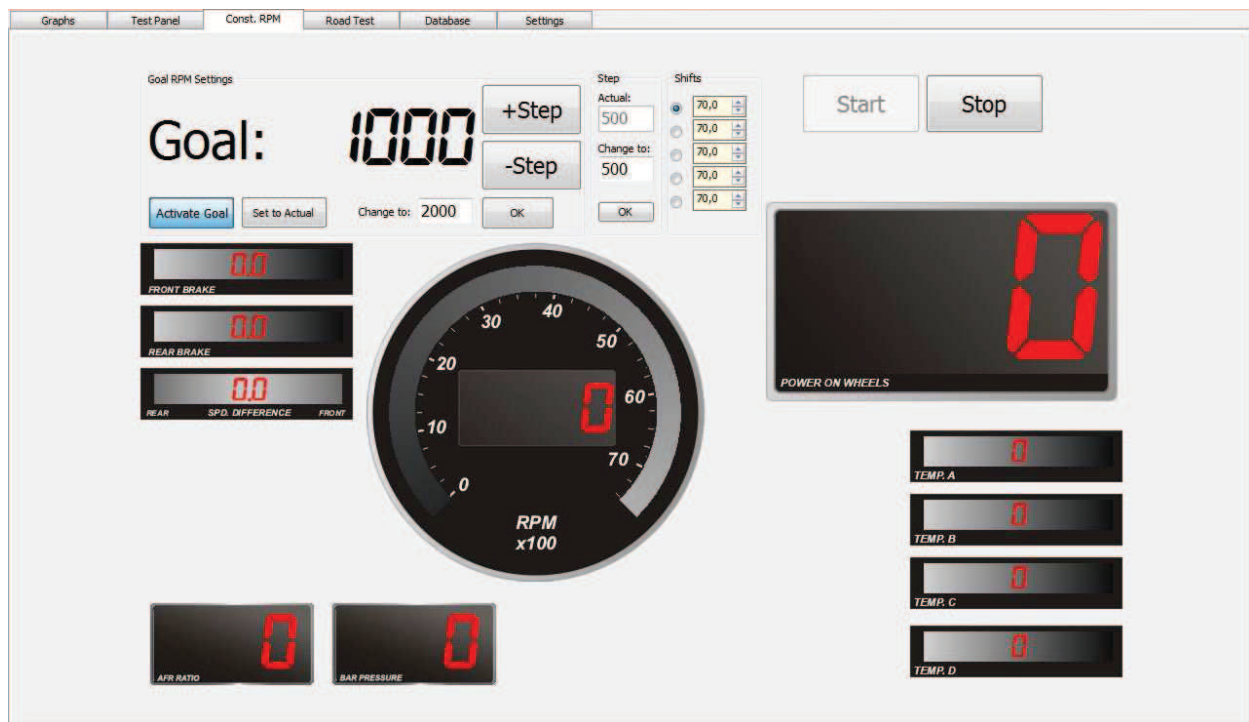 Graphs Test Panel Const. RPM Road Test Database Settings
Goal RPM Settings
Goal: 1000
+Step
-Step
Activate Goal Set to Actual Change to: 2000 OK
Step
Actual:
500
Change to:
500
OK
Shifts
70,0
70,0
70,0
70,0
70,0
Start Stop
0.0
FRONT BRAKE
0.0
REAR BRAKE
0.0
REAR SPD. DIFFERENCE FRONT
0
10
20
30
40
50
60
70
0
RPM
x100
0
POWER ON WHEELS
0
TEMP. A
0
TEMP. B
0
TEMP. C
0
TEMP. D
0
AFR RATIO
0
BAR PRESSURE